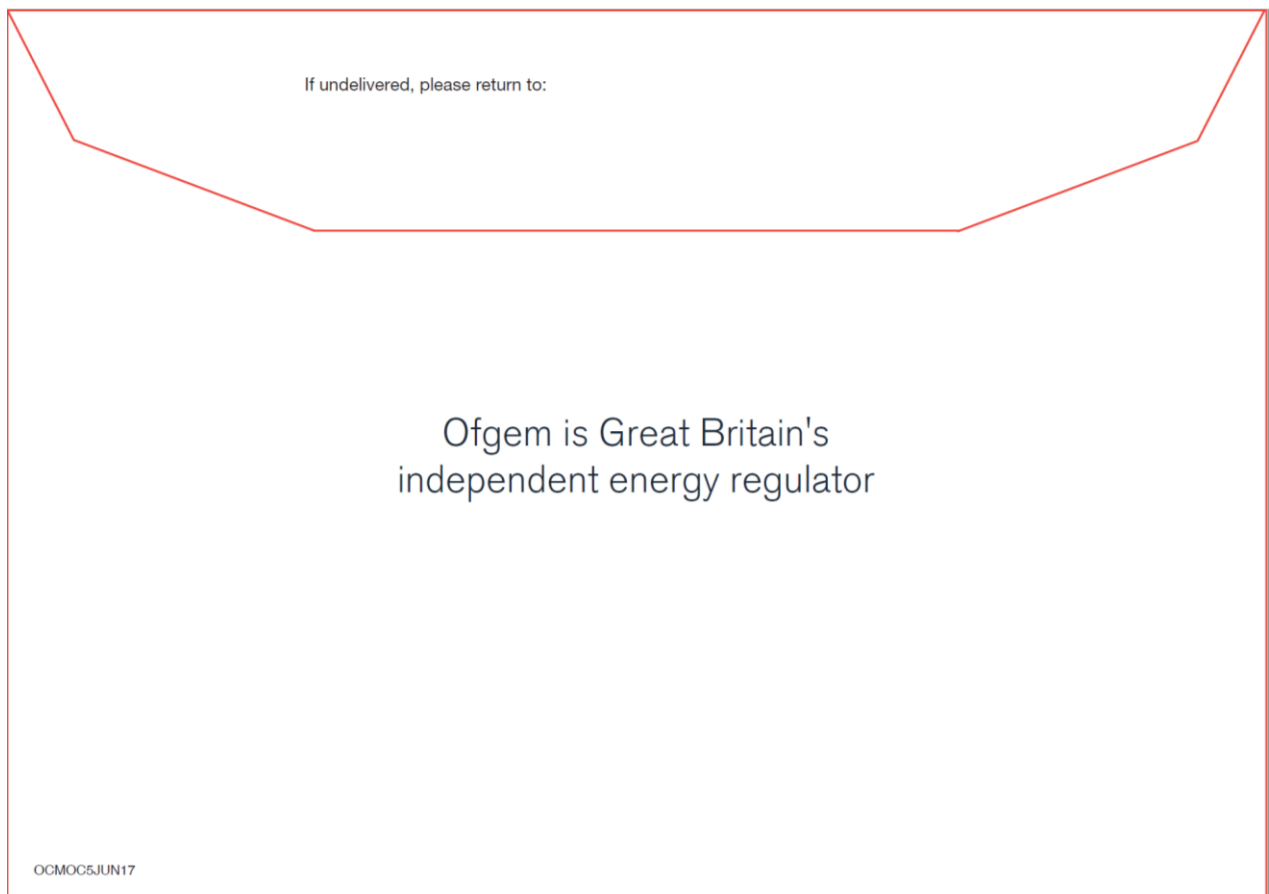 If undelivered, please return to:
Ofgem is Great Britain's
independent energy regulator
OCMOC5JUN17